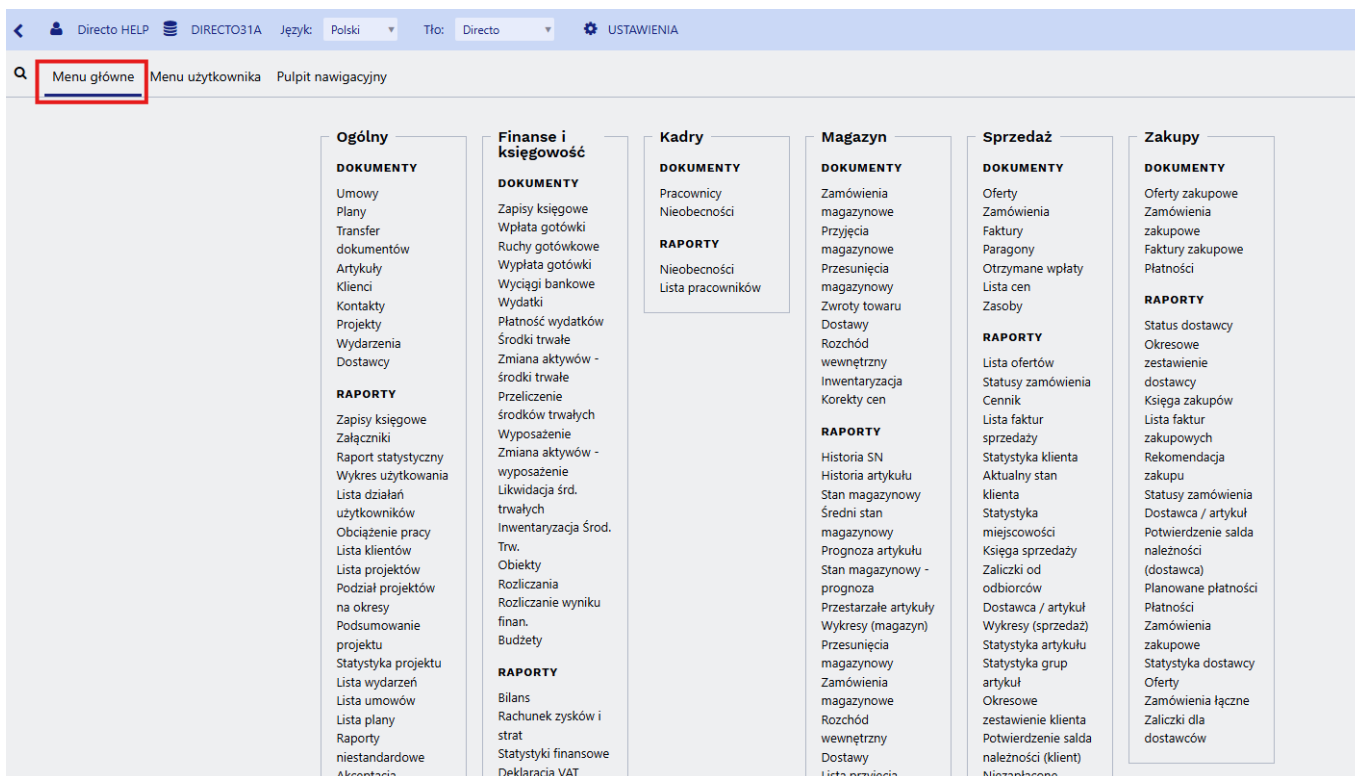 Directo HELP DIRECTO31A Język: Polski Tło: Directo USTAWIENIA
Menu główne Menu użytkownika Pulpit nawigacyjny
Ogólny
DOKUMENTY
Umowy
Plany
Transfer
dokumentów
Artykuły
Klienci
Kontakty
Projekty
Wydarzenia
Dostawcy
RAPORTY
Zapisy księgowe
Załączniki
Raport statystyczny
Wykres użytkowania
Lista działań
użytkowników
Obciążenie pracy
Lista klientów
Lista projektów
Podział projektów
na okresy
Podsumowanie
projektu
Statystyka projektu
Lista wydarzeń
Lista umowów
Lista plany
Raporty
niestandardowe
Akceptacja
Finanse i
księgowość
DOKUMENTY
Zapisy księgowe
Wpłata gotówki
Ruchy gotówkowe
Wypłata gotówki
Wyciągi bankowe
Wydatki
Płatność wydatków
Środki trwałe
Zmiana aktywów -
środki trwałe
Przeliczenie
środków trwałych
Wyposażenie
Zmiana aktywów -
wyposażenie
Likwidacja śrd.
trwałych
Inwentaryzacja Środ.
Trw.
Obiekty
Rozliczania
Rozliczanie wyniku
finan.
Budżety
RAPORTY
Bilans
Rachunek zysków i
strat
Statystyki finansowe
Deklaracja VAT
Kadry
DOKUMENTY
Pracownicy
Nieobecności
RAPORTY
Nieobecności
Lista pracowników
Magazyn
DOKUMENTY
Zamówienia
magazynowe
Przyjęcia
magazynowe
Przesunięcia
magazynowy
Zwroty towaru
Dostawy
Rozchód
wewnętrzny
Inwentaryzacja
Korekty cen
RAPORTY
Historia SN
Historia artykułu
Stan magazynowy
Średni stan
magazynowy
Prognoza artykułu
Stan magazynowy -
prognoza
Przestarzałe artykuły
Wykresy (magazyn)
Przesunięcia
magazynowy
Zamówienia
magazynowe
Rozchód
wewnętrzny
Dostawy
Lista przyjęcia
Sprzedaż
DOKUMENTY
Oferty
Zamówienia
Faktury
Paragony
Otrzymane wpłaty
Lista cen
Zasoby
RAPORTY
Lista ofertów
Statusy zamówienia
Cennik
Lista faktur
sprzedaży
Statystyka klienta
Aktualny stan
klienta
Statystyka
miejscowości
Księga sprzedaży
Zaliczki od
odbiorców
Dostawca / artykuł
Wykresy (sprzedaż)
Statystyka artykułu
Statystyka grup
artykuł
Okresowe
zestawienie klienta
Potwierdzenie salda
należności (klient)
Niezapłacone
Zakupy
DOKUMENTY
Oferty zakupowe
Zamówienia
zakupowe
Faktury zakupowe
Płatności
RAPORTY
Status dostawcy
Okresowe
zestawienie
dostawcy
Księga zakupów
Lista faktur
zakupowych
Rekomendacja
zakupu
Statusy zamówienia
Dostawca / artykuł
Potwierdzenie salda
należności
(dostawca)
Planowane płatności
Płatności
Zamówienia
zakupowe
Statystyka dostawcy
Oferty
Zamówienia łączne
Zaliczki dla
dostawców